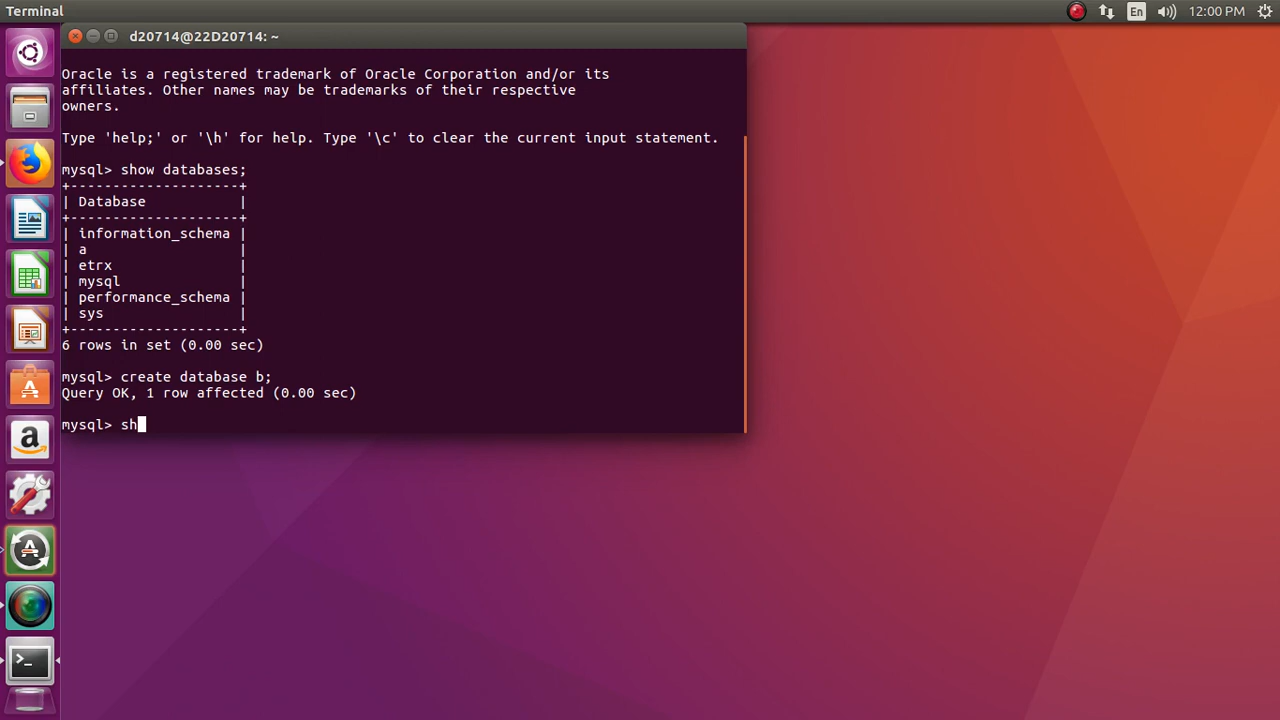 Terminal
En
12:00 PM
d20714@22D20714: ~
Oracle is a registered trademark of Oracle Corporation and/or its
affiliates. Other names may be trademarks of their respective
owners.
Type 'help;' or '\h' for help. Type '\c' to clear the current input statement.
mysql> show databases;
+--------------------+
| Database           |
+--------------------+
| information_schema |
| a                  |
| etrx               |
| mysql              |
| performance_schema |
| sys                |
+--------------------+
6 rows in set (0.00 sec)
mysql> create database b;
Query OK, 1 row affected (0.00 sec)
mysql> sh